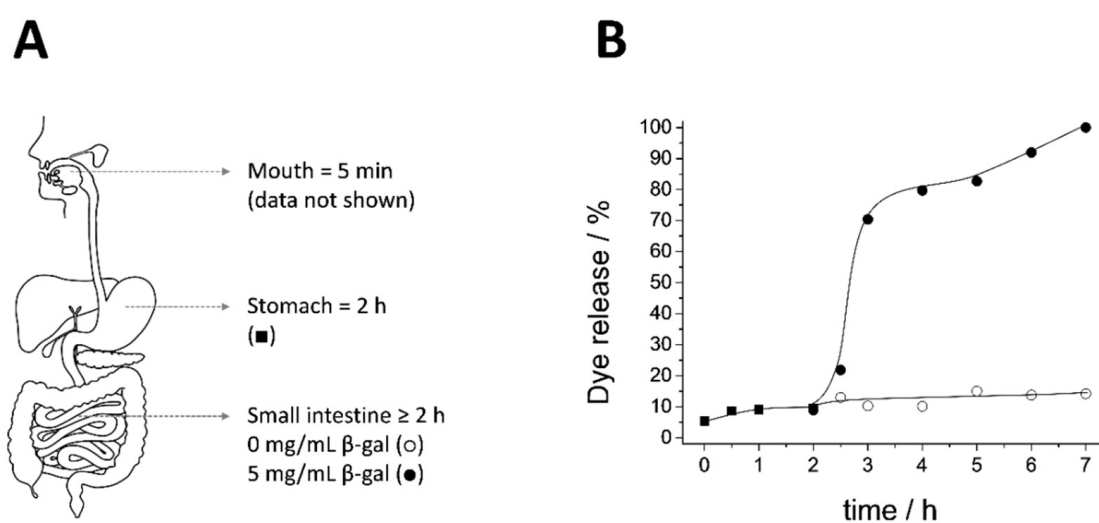 A
Mouth = 5 min
(data not shown)
Stomach = 2 h
(■)
Small intestine ≥ 2 h
0 mg/mL β-gal (○)
5 mg/mL β-gal (●)
B
Dye release / %
100
90
80
70
60
50
40
30
20
10
0
0 1 2 3 4 5 6 7
time / h